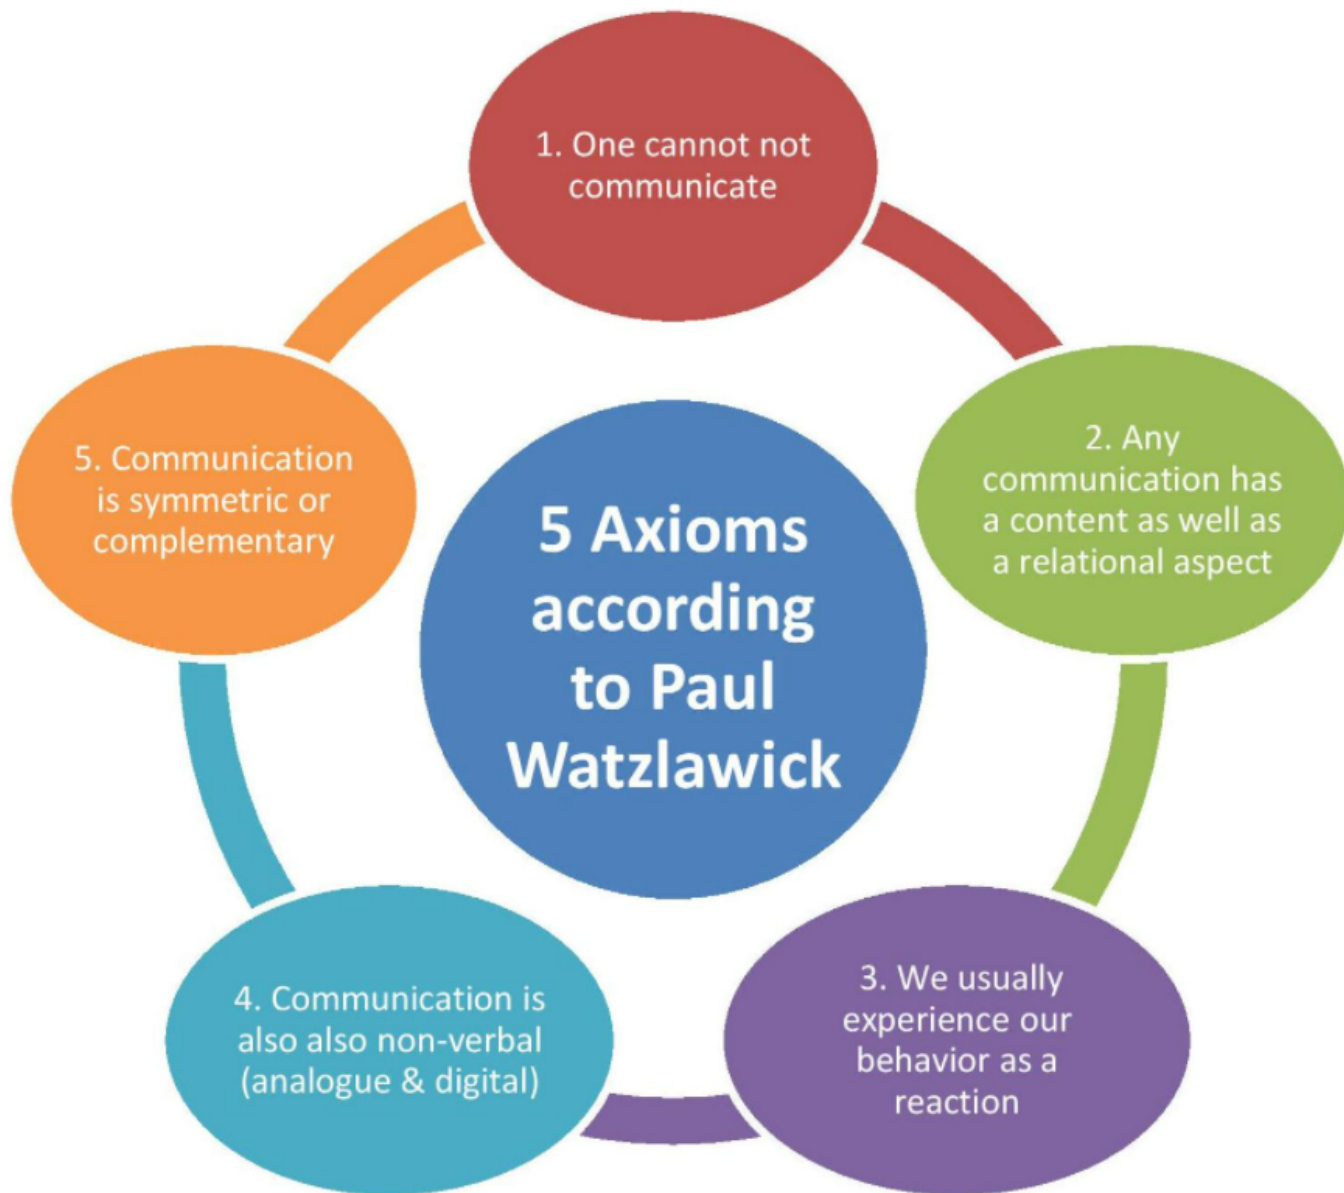 1. One cannot not
communicate
2. Any
communication has
a content as well as
a relational aspect
3. We usually
experience our
behavior as a
reaction
4. Communication is
also also non-verbal
(analogue & digital)
5. Communication
is symmetric or
complementary
5 Axioms
according
to Paul
Watzlawick